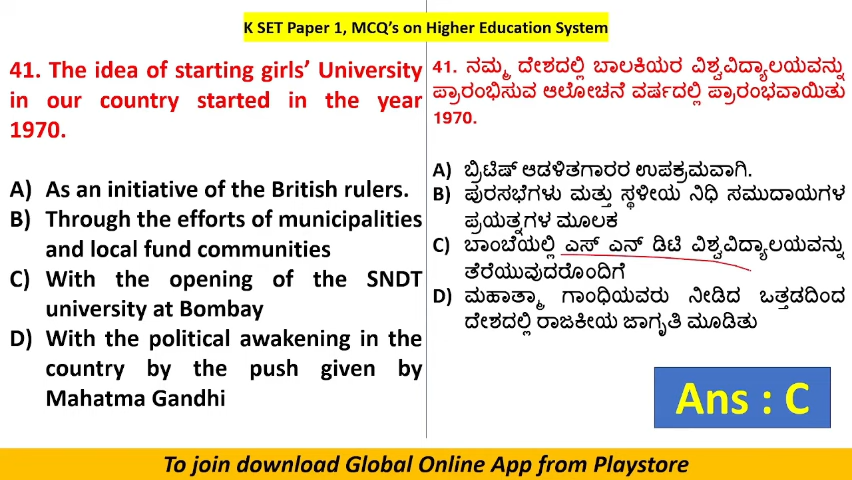 K SET Paper 1, MCQ’s on Higher Education System
41. The idea of starting girls’ University
in our country started in the year
1970.
A) As an initiative of the British rulers.
B) Through the efforts of municipalities
and local fund communities
C) With the opening of the SNDT
university at Bombay
D) With the political awakening in the
country by the push given by
Mahatma Gandhi
41. ನಮ್ಮ ದೇಶದಲ್ಲಿ ಬಾಲಕಿಯರ ವಿಶ್ವವಿದ್ಯಾಲಯವನ್ನು
ಪ್ರಾರಂಭಿಸುವ ಆಲೋಚನೆ ವರ್ಷದಲ್ಲಿ ಪ್ರಾರಂಭವಾಯಿತು
1970.
A) ಬ್ರಿಟಿಷ್ ಆಡಳಿತಗಾರರ ಉಪಕ್ರಮವಾಗಿ.
B) ಪುರಸಭೆಗಳು ಮತ್ತು ಸ್ಥಳೀಯ ನಿಧಿ ಸಮುದಾಯಗಳ
ಪ್ರಯತ್ನಗಳ ಮೂಲಕ
C) ಬಾಂಬೆಯಲ್ಲಿ ಎಸ್ ಎನ್ ಡಿಟಿ ವಿಶ್ವವಿದ್ಯಾಲಯವನ್ನು
ತೆರೆಯುವುದರೊಂದಿಗೆ
D) ಮಹಾತ್ಮಾ ಗಾಂಧಿಯವರು ನೀಡಿದ ಒತ್ತಡದಿಂದ
ದೇಶದಲ್ಲಿ ರಾಜಕೀಯ ಜಾಗೃತಿ ಮೂಡಿತು
Ans : C
To join download Global Online App from Playstore